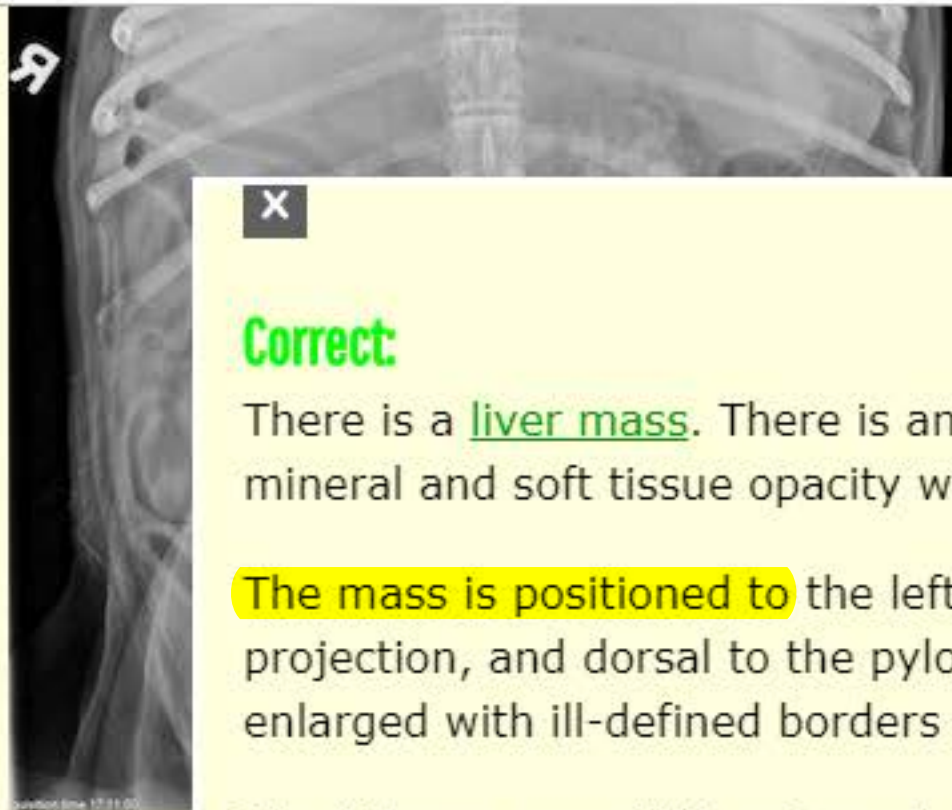 R
X
Correct:
There is a liver mass. There is an
mineral and soft tissue opacity w
The mass is positioned to the left
projection, and dorsal to the pylo
enlarged with ill-defined borders